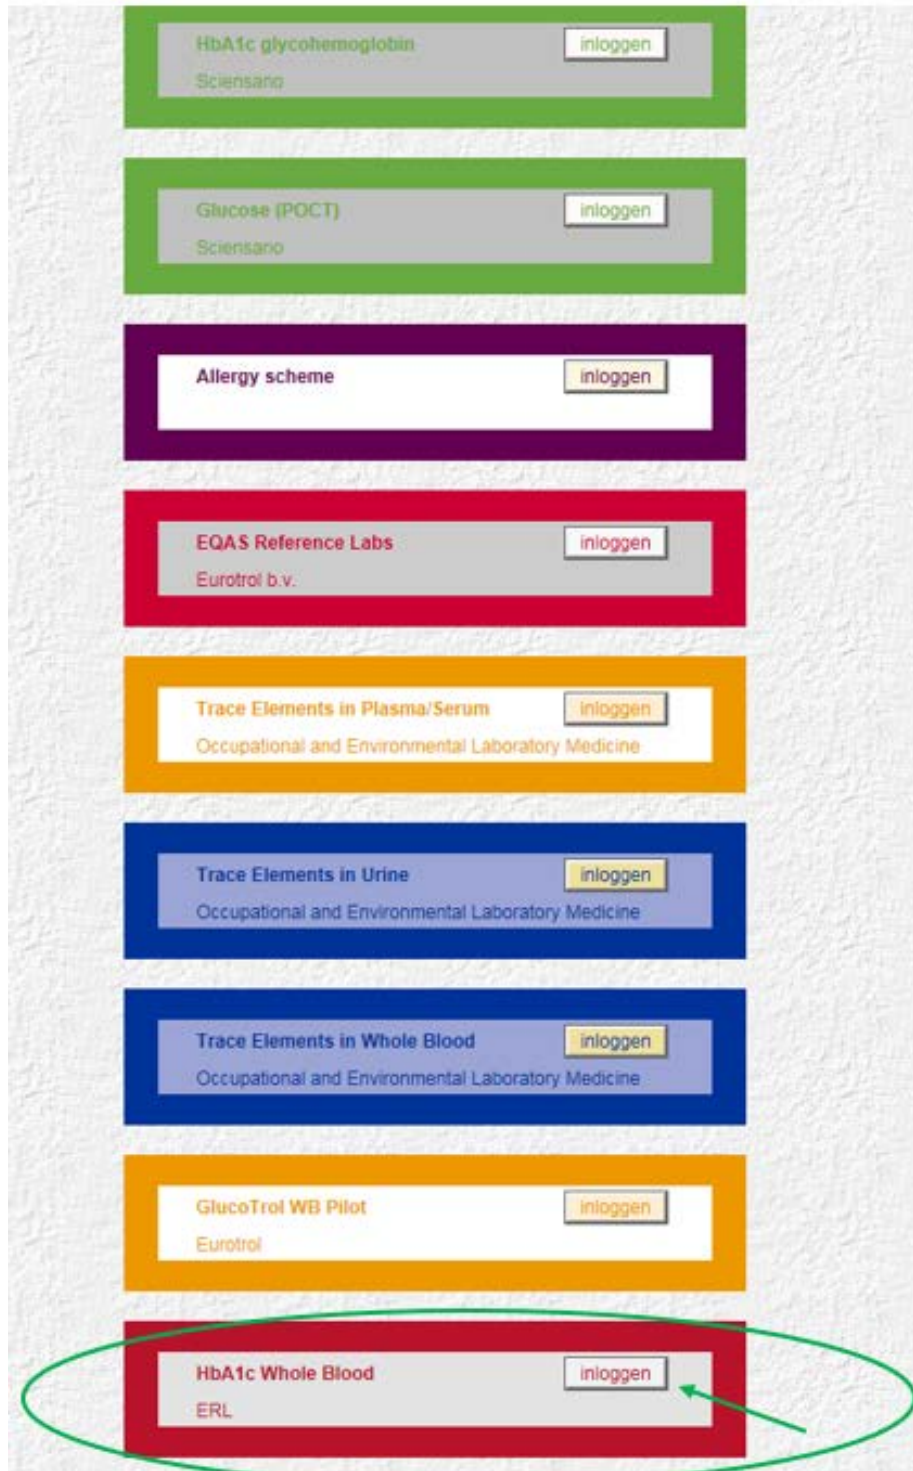 HbA1c glycohemoglobin inloggen
Sciensano
Glucose (POCT) inloggen
Sciensano
Allergy scheme inloggen
EQAS Reference Labs inloggen
Eurotrol b.v.
Trace Elements in Plasma/Serum inloggen
Occupational and Environmental Laboratory Medicine
Trace Elements in Urine inloggen
Occupational and Environmental Laboratory Medicine
Trace Elements in Whole Blood inloggen
Occupational and Environmental Laboratory Medicine
GlucoTrol WB Pilot inloggen
Eurotrol
HbA1c Whole Blood inloggen
ERL